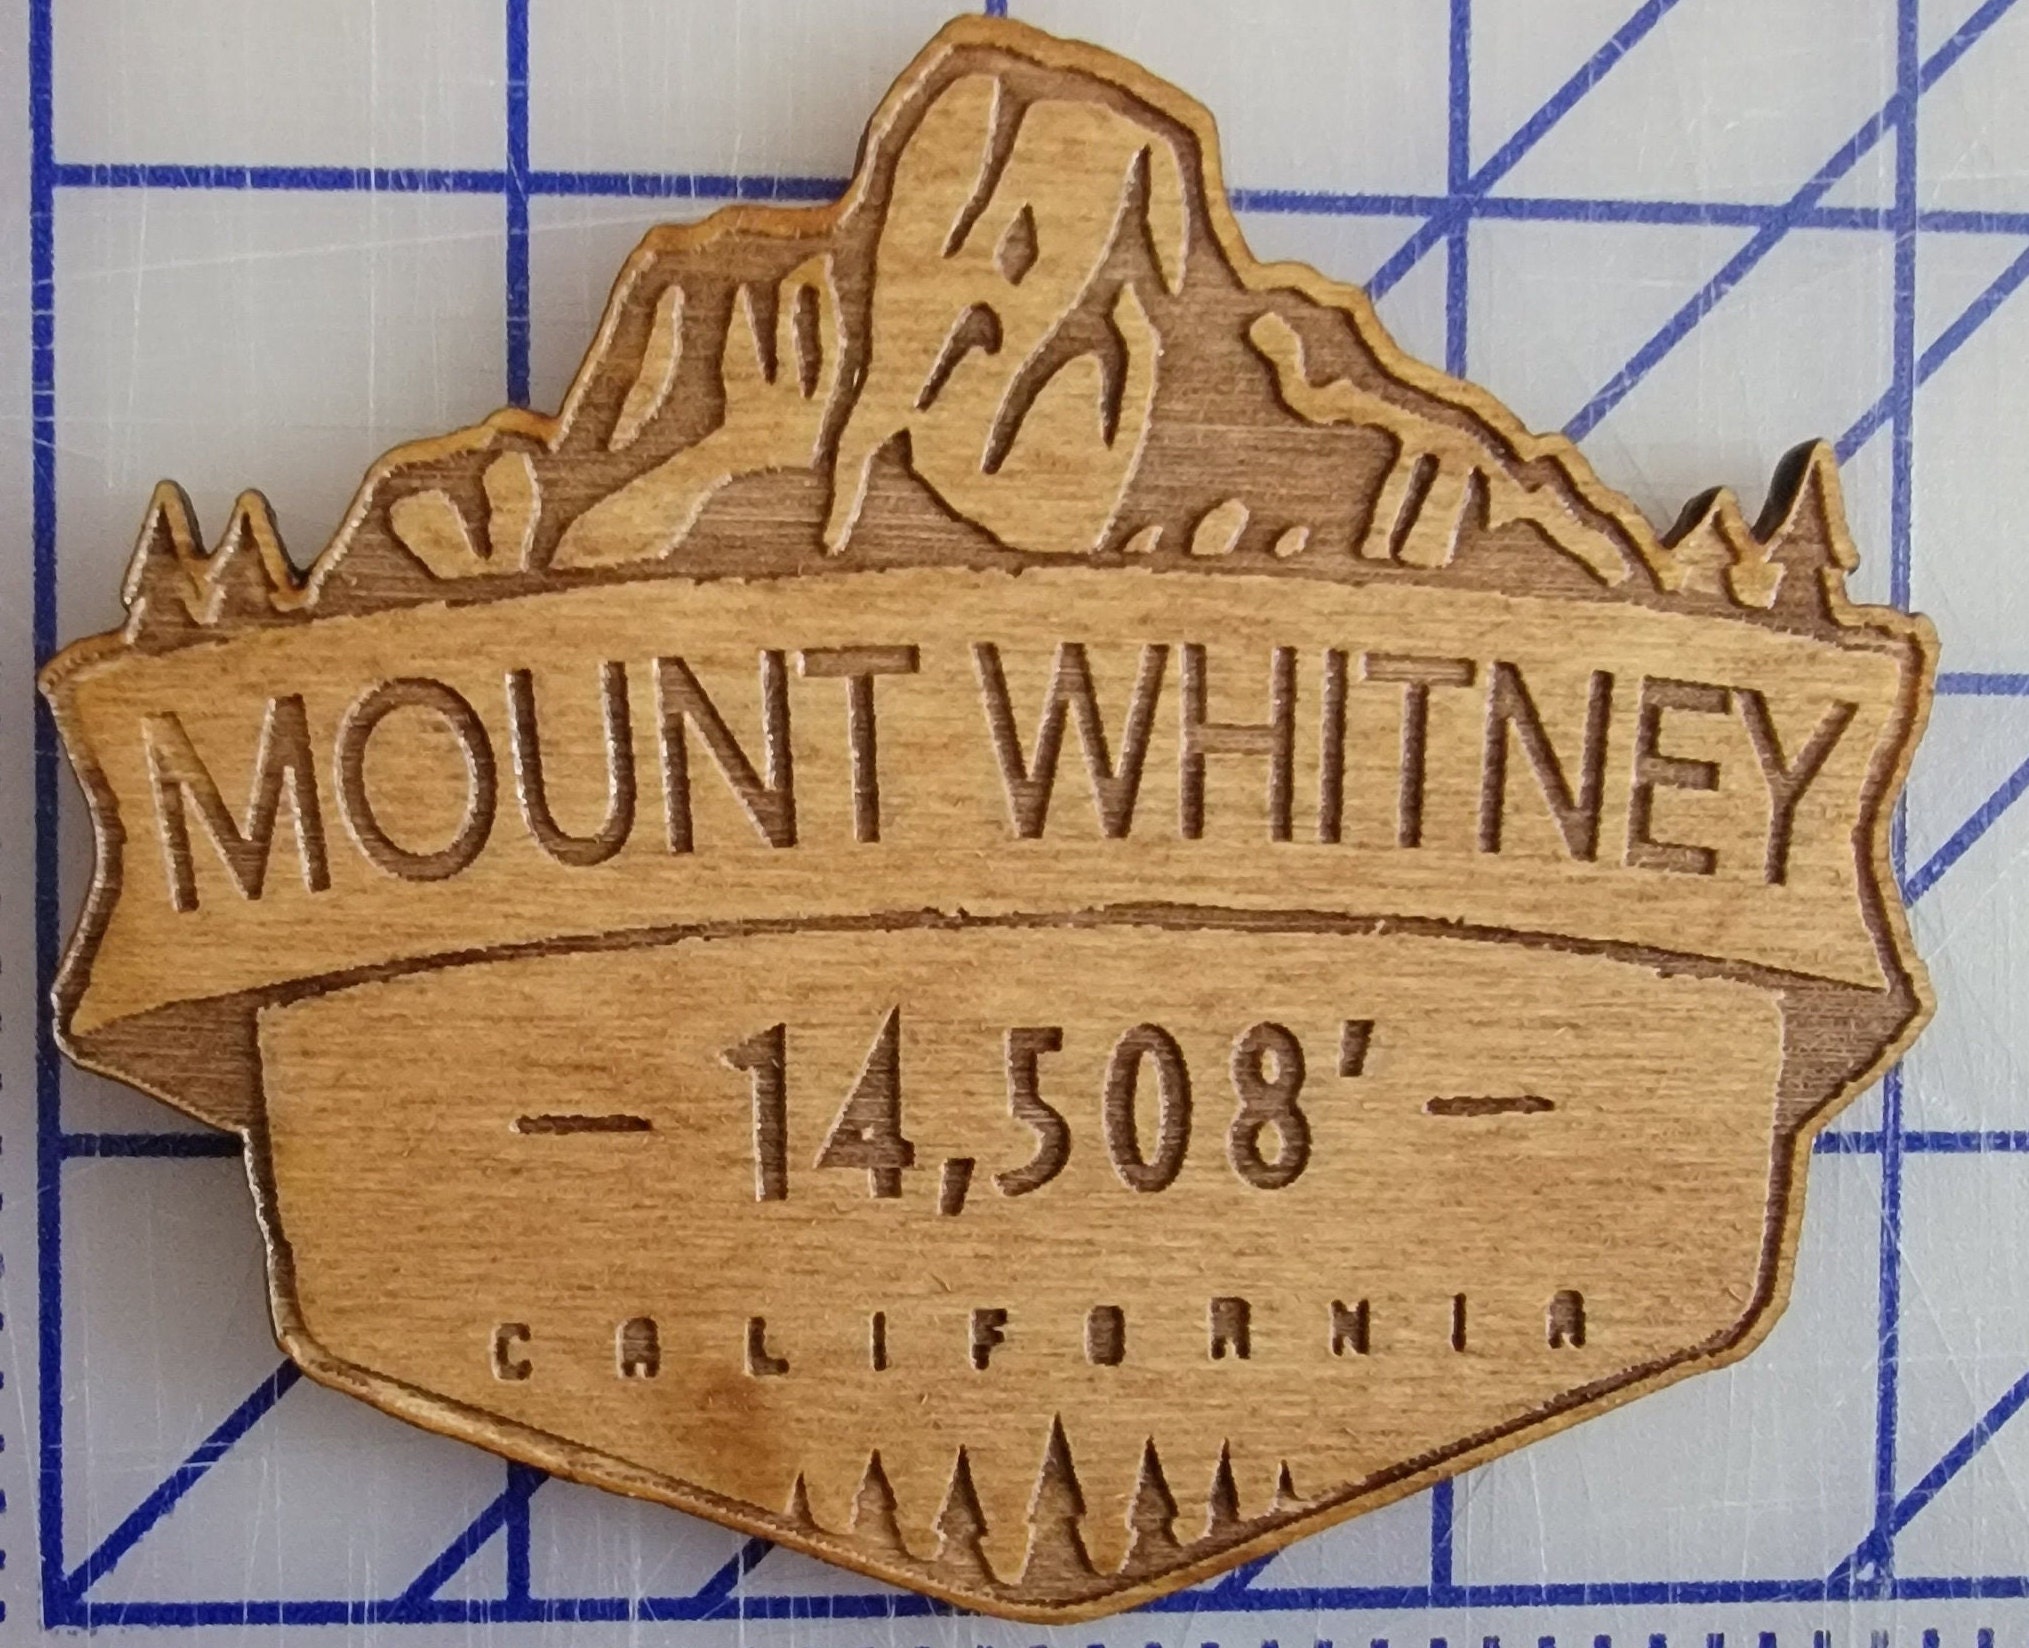 MOUNT WHITNEY
— 14,508' —
CALIFORNIA